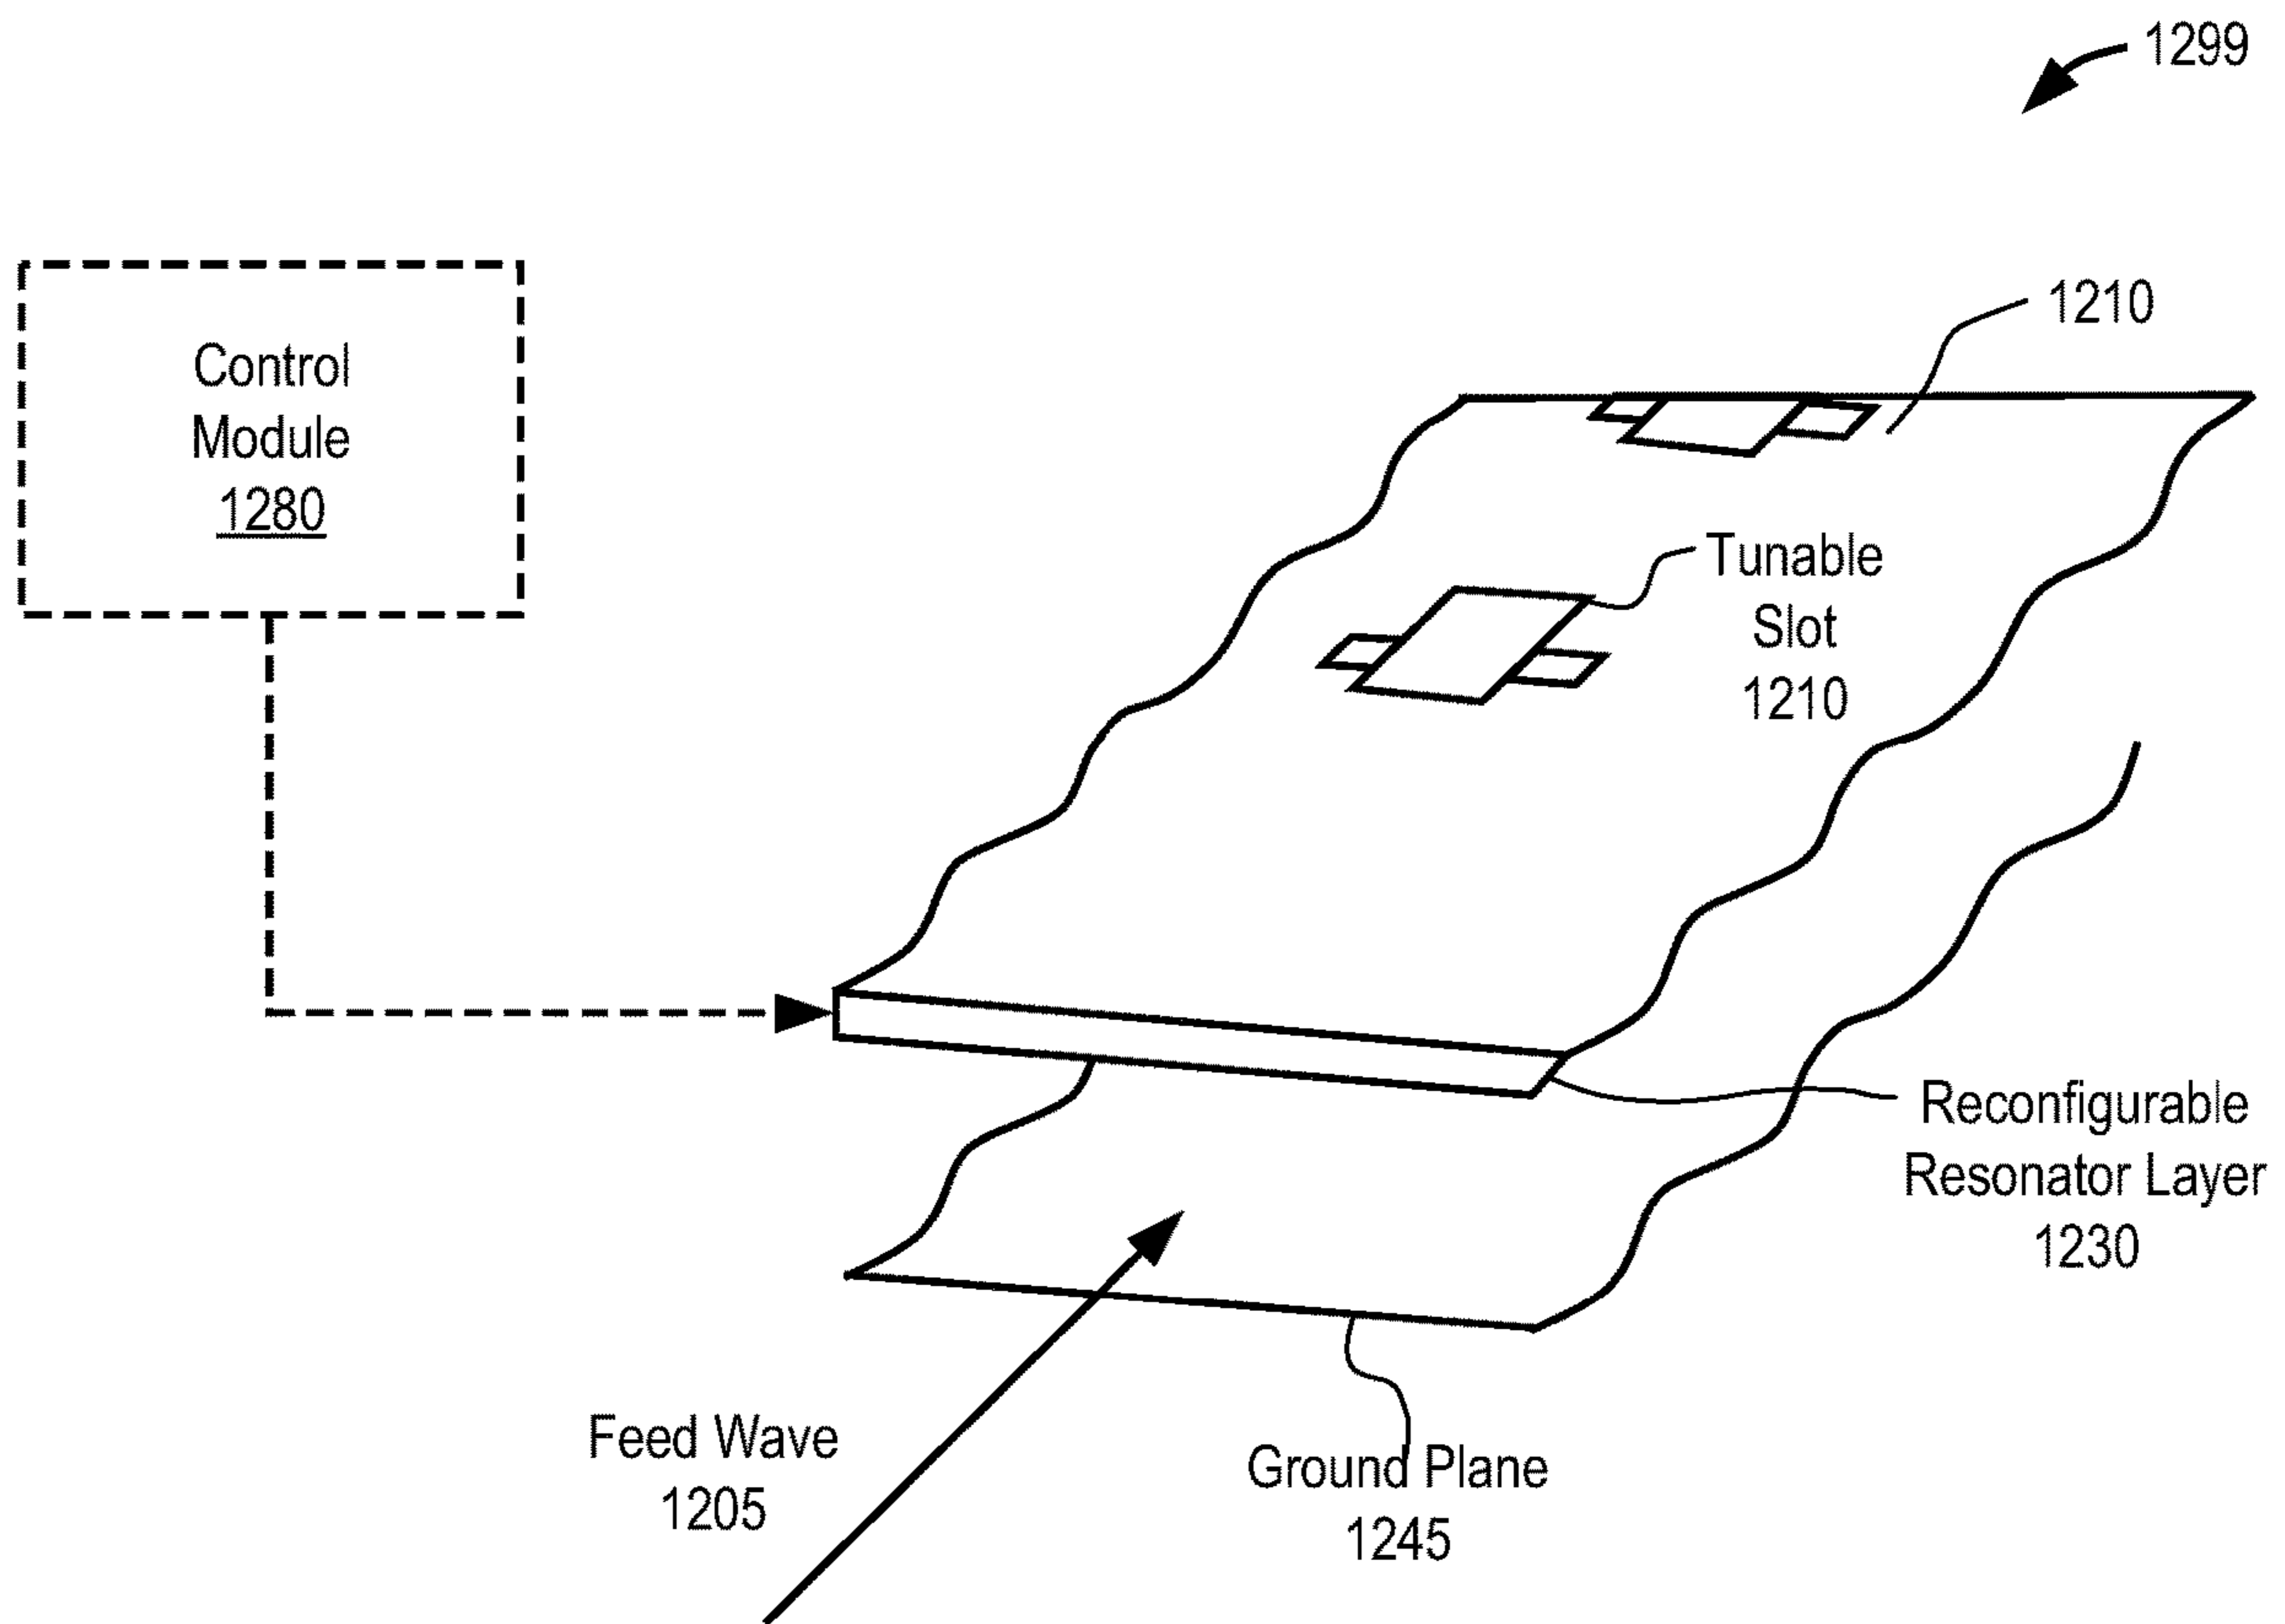 1299
1210
Control
Module
1280
Tunable
Slot
1210
Reconfigurable
Resonator Layer
1230
Feed Wave
1205
Ground Plane
1245